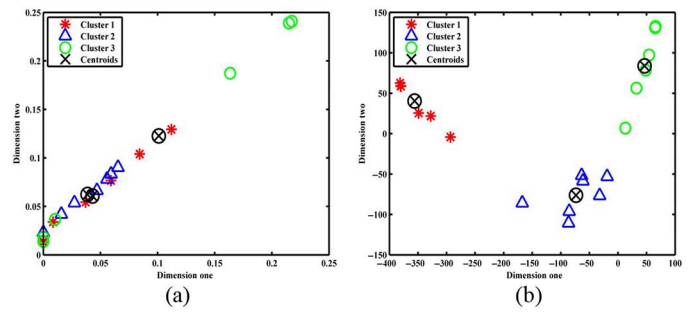 Cluster 1
Cluster 2
Cluster 3
Centroids
Dimension two
0.25
0.2
0.15
0.1
0.05
0
0 0.05 0.1 0.15 0.2 0.25
Dimension one
(a)
Cluster 1
Cluster 2
Cluster 3
Centroids
Dimension two
150
100
50
0
−50
−100
−150
−400 −350 −300 −250 −200 −150 −100 −50 0 50 100
Dimension one
(b)